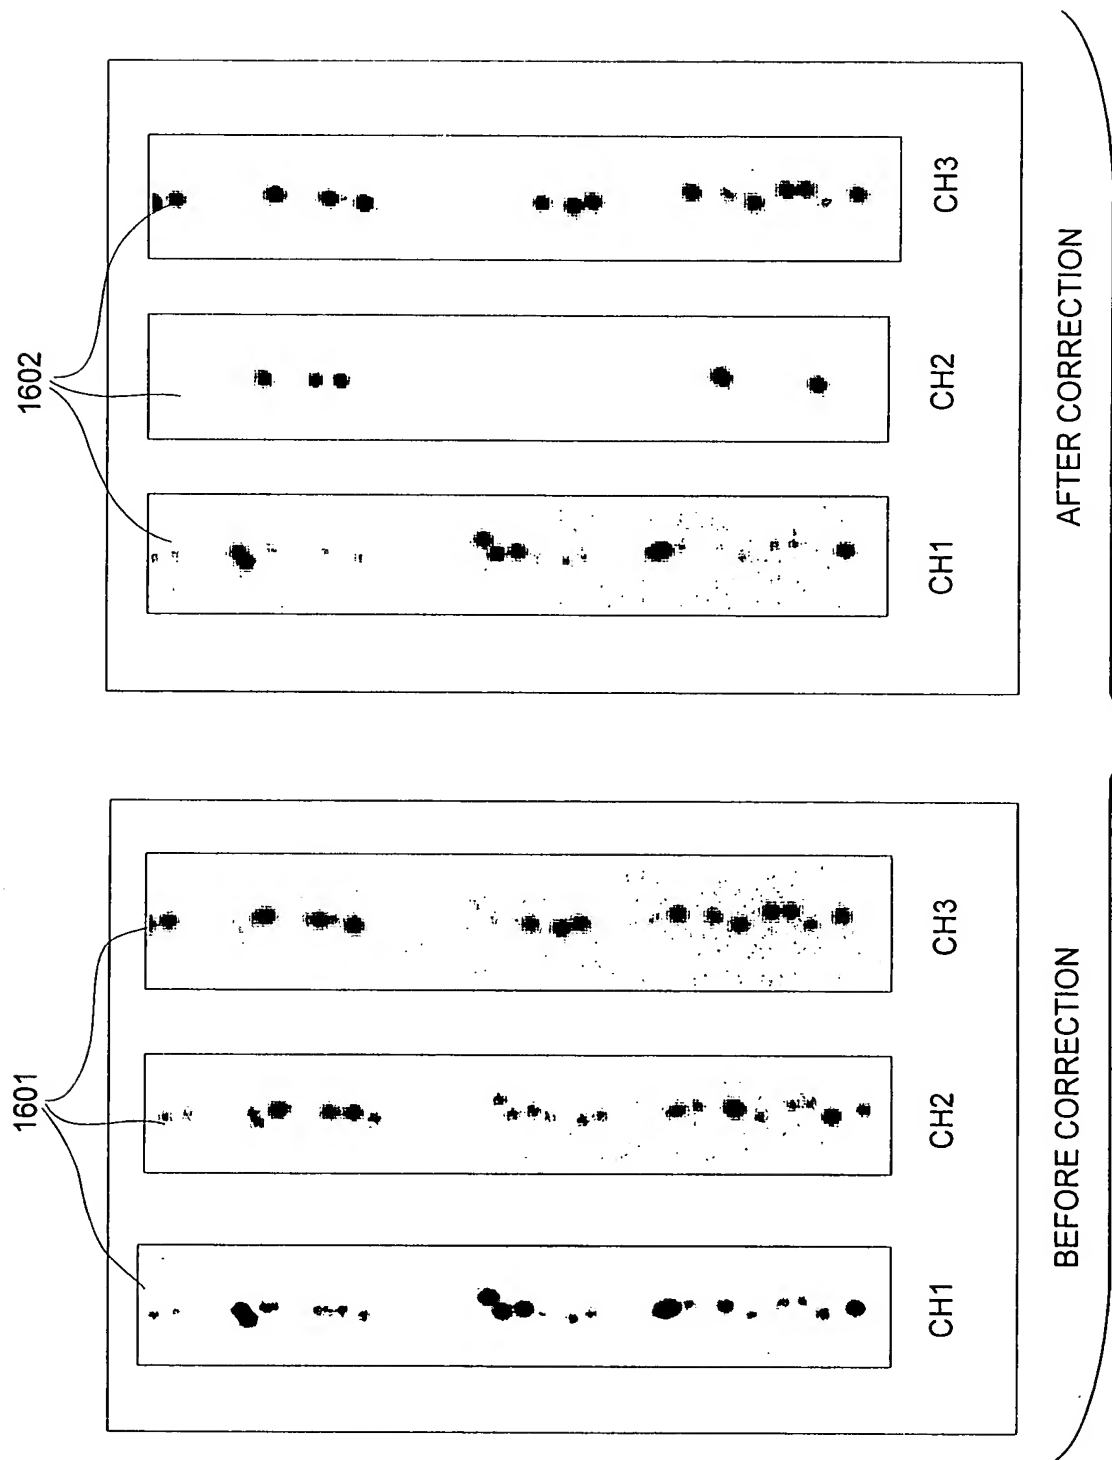 1601
CH1
CH2
CH3
BEFORE CORRECTION
1602
CH1
CH2
CH3
AFTER CORRECTION